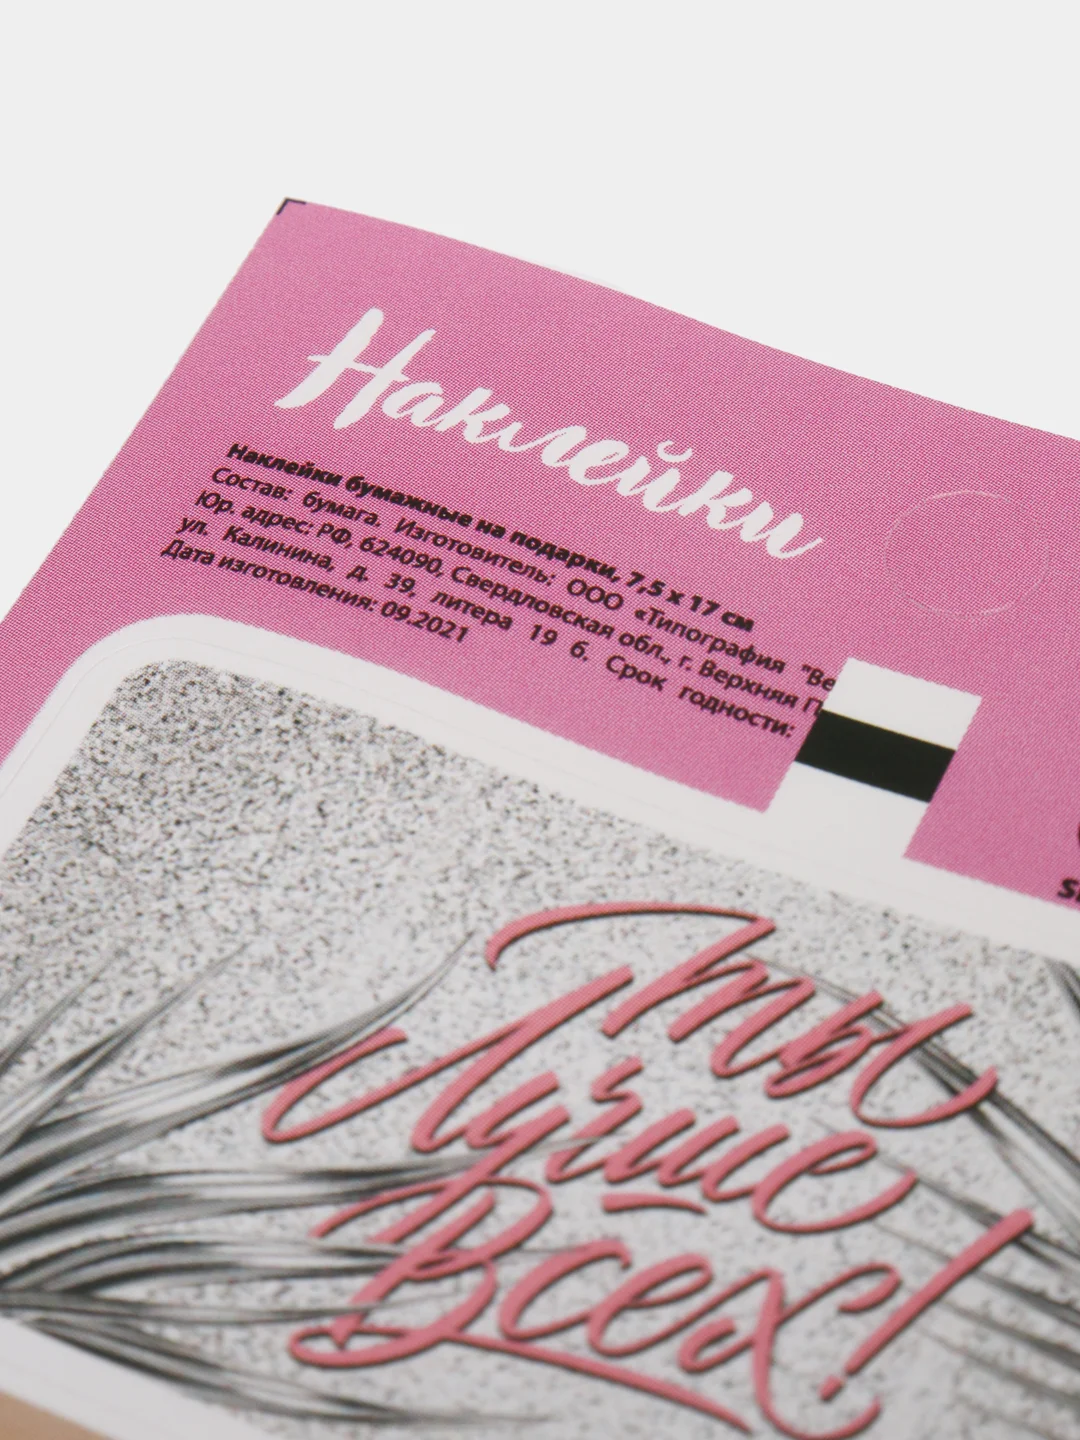 Наклейки
Наклейки бумажные на подарки, 7,5 х 17 см
Состав: бумага. Изготовитель: ООО «Типография
Юр. адрес: РФ, 624090, Свердловская обл., г. Верхняя
ул. Калинина, д. 39, литера 19 б. Срок годности:
Дата изготовления: 09.2021
Ты
Лучше
Всех!